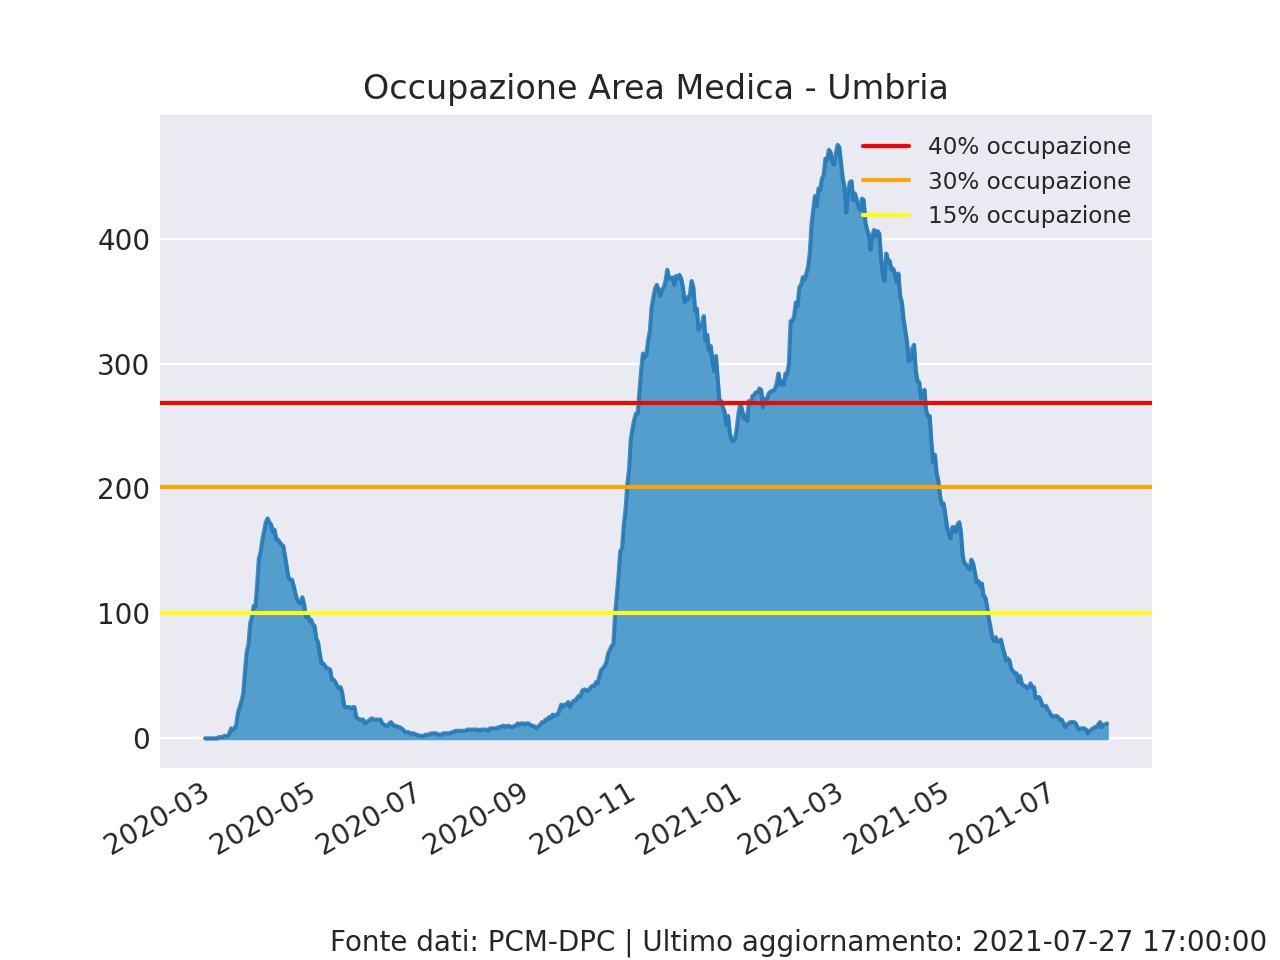 Occupazione Area Medica - Umbria
40% occupazione
30% occupazione
15% occupazione
400
300
200
100
0
2020-03
2020-05
2020-07
2020-09
2020-11
2021-01
2021-03
2021-05
2021-07
Fonte dati: PCM-DPC | Ultimo aggiornamento: 2021-07-27 17:00:00